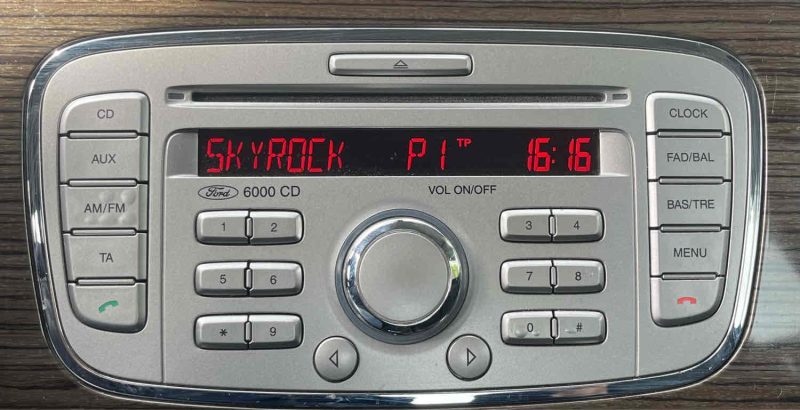 CD
AUX
AM/FM
TA
SKYROCK P1 TP 16:16
Ford 6000 CD
VOL ON/OFF
1 2
3 4
5 6
7 8
* 9
0 #
CLOCK
FAD/BAL
BAS/TRE
MENU